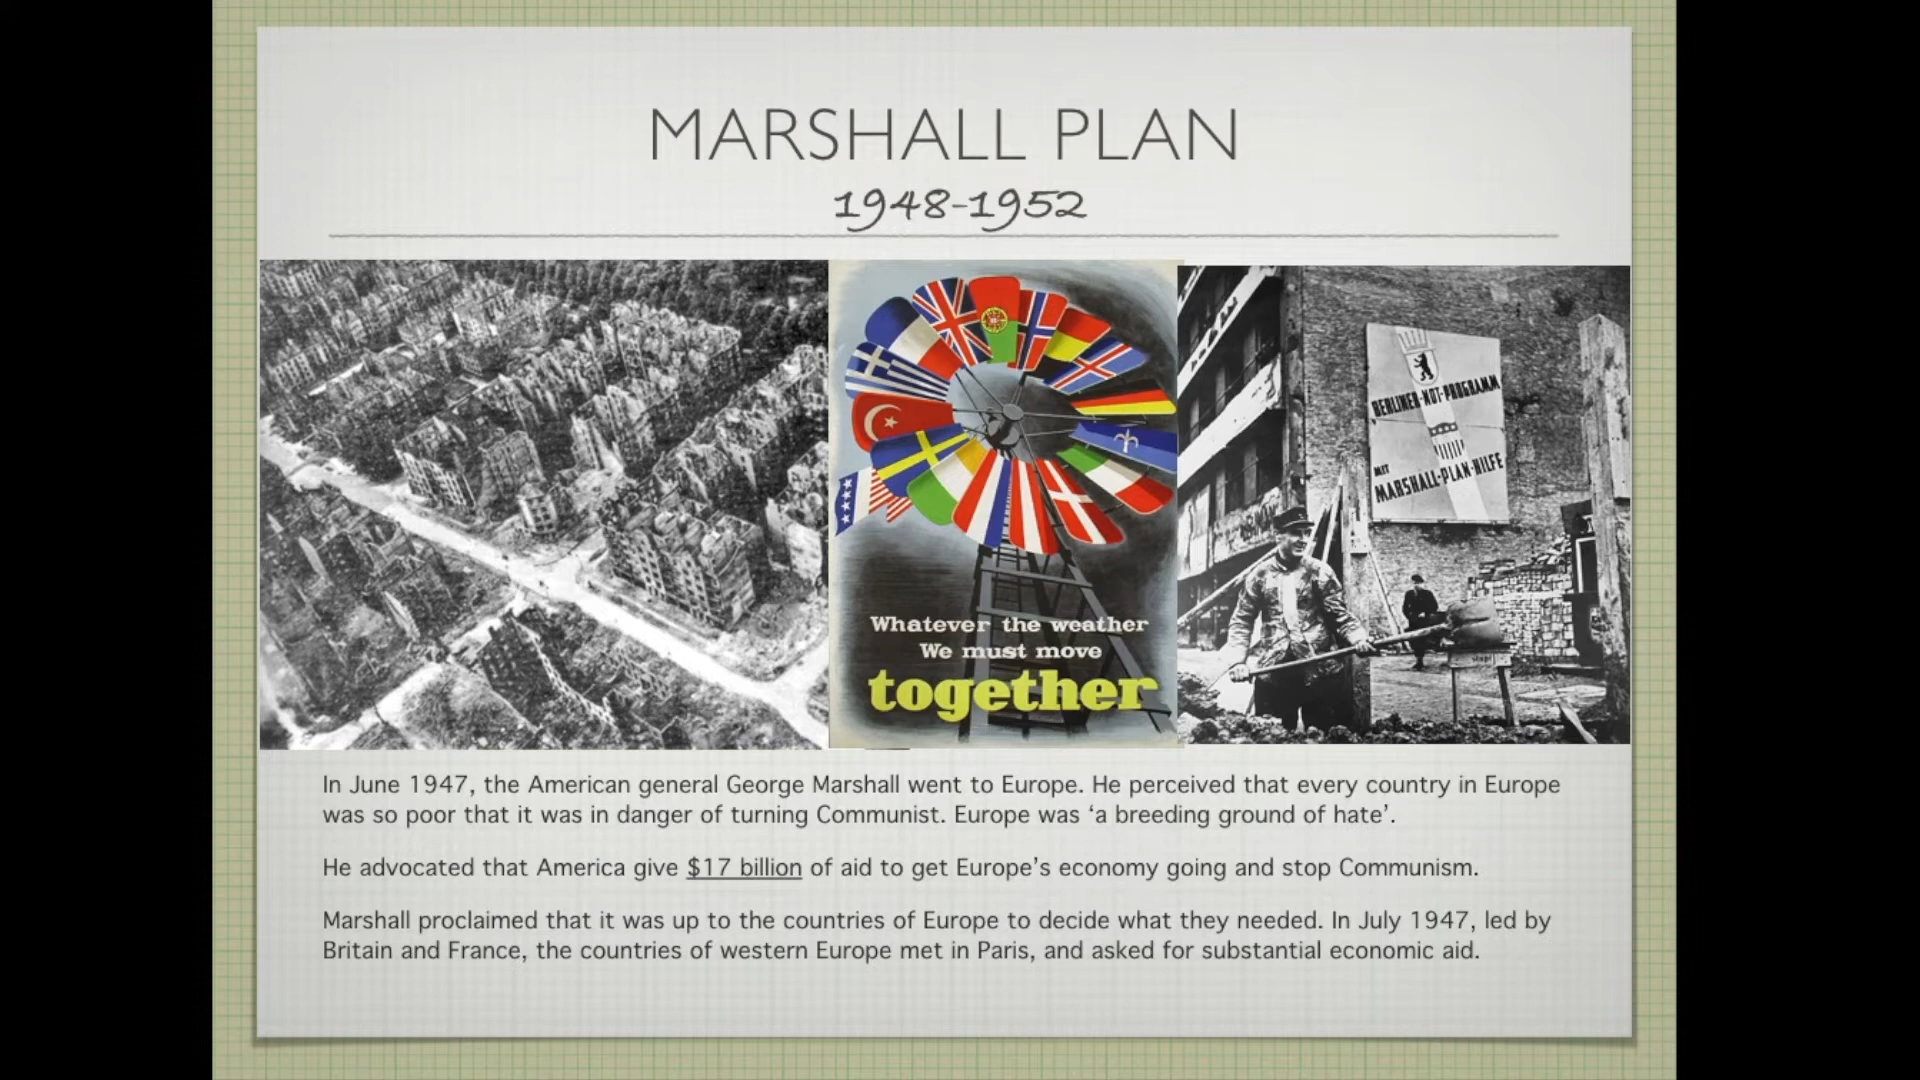 MARSHALL PLAN
1948-1952
BERLINER-NOT-PROGRAMM
MIT
MARSHALL-PLAN-HILFE
Whatever the weather
We must move
together
In June 1947, the American general George Marshall went to Europe. He perceived that every country in Europe
was so poor that it was in danger of turning Communist. Europe was ‘a breeding ground of hate’.
He advocated that America give $17 billion of aid to get Europe’s economy going and stop Communism.
Marshall proclaimed that it was up to the countries of Europe to decide what they needed. In July 1947, led by
Britain and France, the countries of western Europe met in Paris, and asked for substantial economic aid.